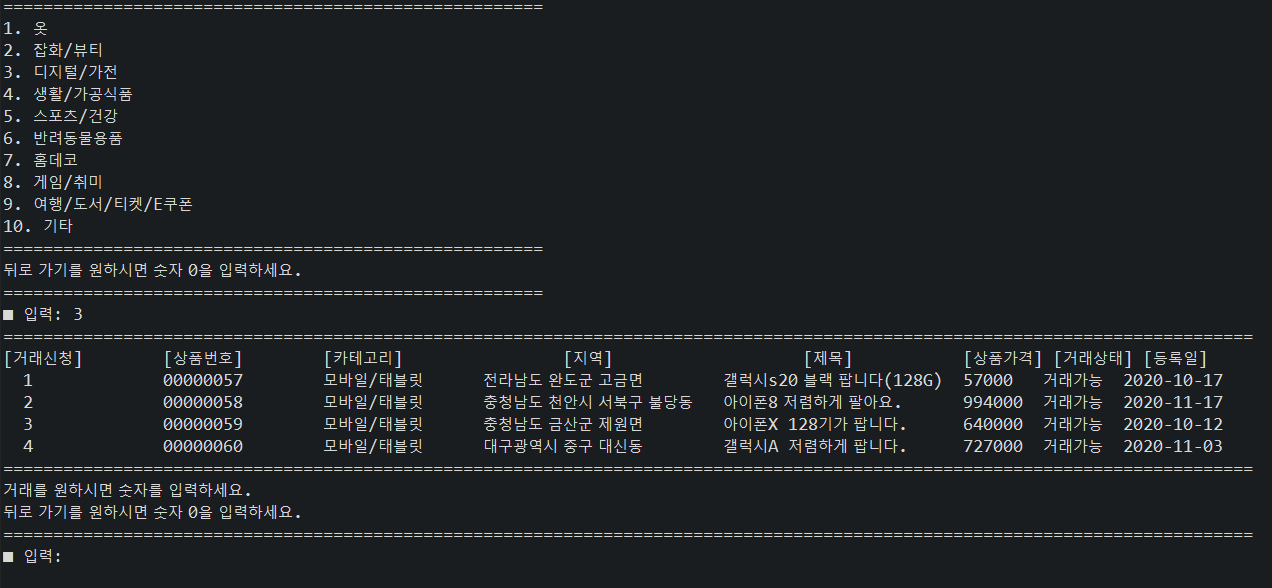 ======================================================
1. 옷
2. 잡화/뷰티
3. 디지털/가전
4. 생활/가공식품
5. 스포츠/건강
6. 반려동물용품
7. 홈데코
8. 게임/취미
9. 여행/도서/티켓/E쿠폰
10. 기타
======================================================
뒤로 가기를 원하시면 숫자 0을 입력하세요.
======================================================
■ 입력: 3
=============================================================================================================================
[거래신청] [상품번호] [카테고리] [지역] [제목] [상품가격] [거래상태] [등록일]
1 00000057 모바일/태블릿 전라남도 완도군 고금면 갤럭시s20 블랙 팝니다(128G) 57000 거래가능 2020-10-17
2 00000058 모바일/태블릿 충청남도 천안시 서북구 불당동 아이폰8 저렴하게 팔아요. 994000 거래가능 2020-11-17
3 00000059 모바일/태블릿 충청남도 금산군 제원면 아이폰X 128기가 팝니다. 640000 거래가능 2020-10-12
4 00000060 모바일/태블릿 대구광역시 중구 대신동 갤럭시A 저렴하게 팝니다. 727000 거래가능 2020-11-03
=============================================================================================================================
거래를 원하시면 숫자를 입력하세요.
뒤로 가기를 원하시면 숫자 0을 입력하세요.
=============================================================================================================================
■ 입력: